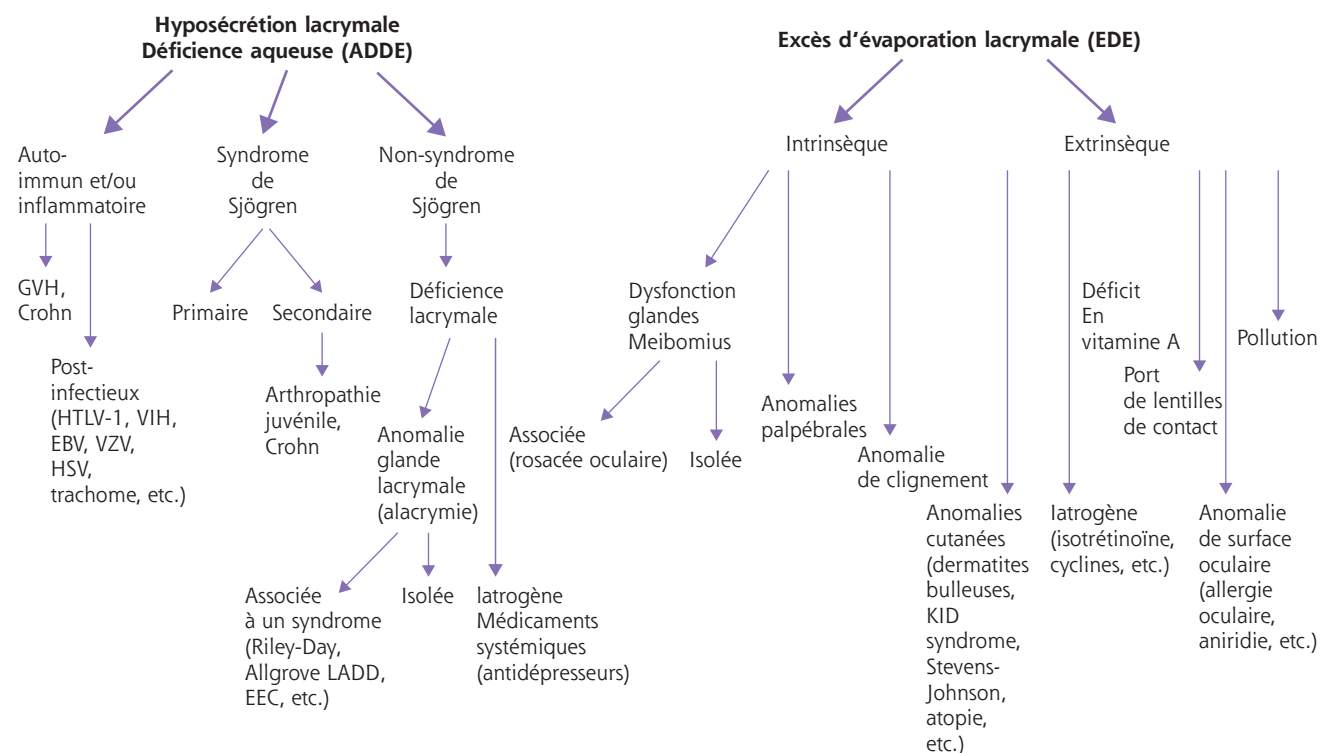 Hyposécrétion lacrymale
Déficience aqueuse (ADDE)
Auto-
immun et/ou
inflammatoire
Syndrome
de
Sjögren
Non-syndrome
de
Sjögren
GVH,
Crohn
Post-
infectieux
(HTLV-1, VIH,
EBV, VZV,
HSV,
trachome, etc.)
Primaire
Secondaire
Arthropathie
juvénile,
Crohn
Déficience
lacrymale
Anomalie
glande
lacrymale
(alacrymie)
Associée
à un syndrome
(Riley-Day,
Allgrove LADD,
EEC, etc.)
Isolée
Iatrogène
Médicaments
systémiques
(antidépresseurs)
Excès d'évaporation lacrymale (EDE)
Intrinsèque
Extrinsèque
Dysfonction
glandes
Meibomius
Associée
(rosacée oculaire)
Isolée
Anomalies
palpébrales
Anomalie
de clignement
Anomalies
cutanées
(dermatites
bulleuses,
KID
syndrome,
Stevens-
Johnson,
atopie,
etc.)
Déficit
En
vitamine A
Iatrogène
(isotrétinoïne,
cyclines, etc.)
Port
de lentilles
de contact
Anomalie
de surface
oculaire
(allergie
oculaire,
aniridie, etc.)
Pollution